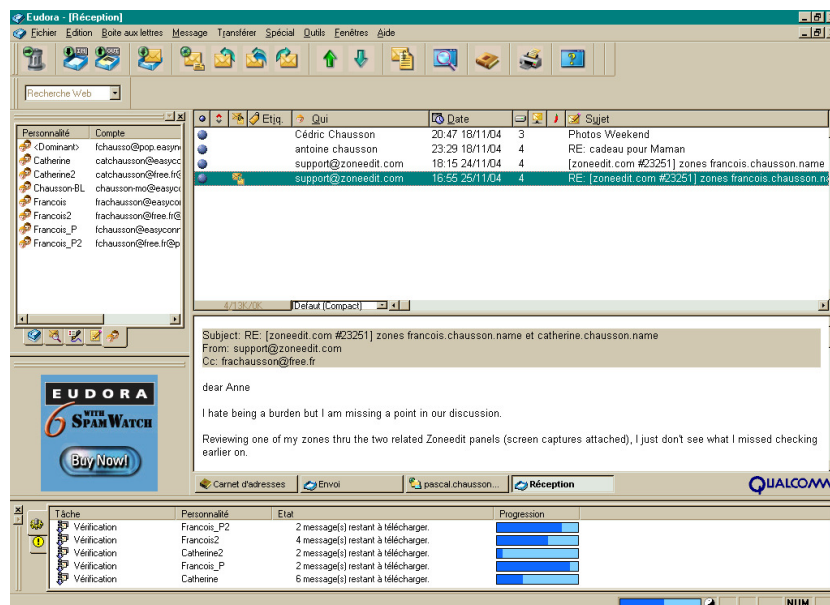 Eudora - [Réception]
Fichier Edition Boite aux lettres Message Transférer Spécial Outils Fenêtres Aide
Recherche Web
Personnalité Compte
<Dominant> fchausso@pop.easyn
Catherine catchausson@easycc
Catherine2 catchausson@free.fr@
Chausson-BL chausson-mo@easyc
Francois frachausson@easycor
Francois2 frachausson@free.fr@
Francois_P fchausson@easyconr
Francois_P2 fchausson@free.fr@p
Etiq. Qui Date Sujet
Cédric Chausson 20:47 18/11/04 3 Photos Weekend
antoine chausson 23:29 18/11/04 4 RE: cadeau pour Maman
support@zoneedit.com 18:15 24/11/04 4 [zoneedit.com #23251] zones francois.chausson.name
support@zoneedit.com 16:55 25/11/04 4 RE: [zoneedit.com #23251] zones francois.chausson.na
4/13K/0K Defaut (Compact)
Subject: RE: [zoneedit.com #23251] zones francois.chausson.name et catherine.chausson.name
From: support@zoneedit.com
Cc: frachausson@free.fr
dear Anne
I hate being a burden but I am missing a point in our discussion.
Reviewing one of my zones thru the two related Zoneedit panels (screen captures attached), I just don't see what I missed checking
earlier on.
EUDORA
6 WITH SPAMWATCH
Buy Now!
Carnet d'adresses Envoi pascal.chausson... Réception
QUALCOMM
Tâche Personnalité Etat Progression
Vérification Francois_P2 2 message(s) restant à télécharger.
Vérification Francois2 4 message(s) restant à télécharger.
Vérification Catherine2 2 message(s) restant à télécharger.
Vérification Francois_P 2 message(s) restant à télécharger.
Vérification Catherine 6 message(s) restant à télécharger.
NUM